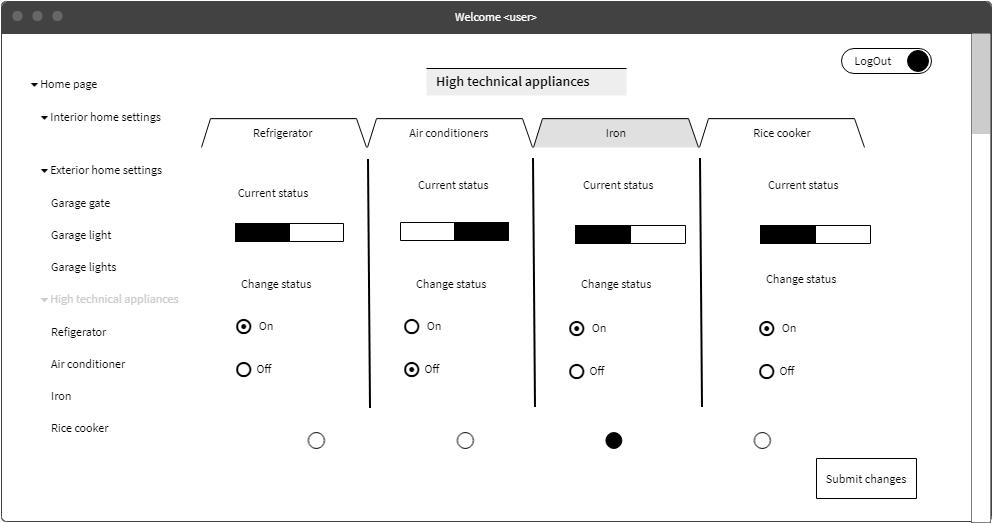 Welcome <user>
LogOut
High technical appliances
Home page
Interior home settings
Exterior home settings
Garage gate
Garage light
Garage lights
High technical appliances
Refigerator
Air conditioner
Iron
Rice cooker
Refrigerator
Air conditioners
Iron
Rice cooker
Current status
Current status
Current status
Current status
Change status
Change status
Change status
Change status
On
On
On
On
Off
Off
Off
Off
Submit changes